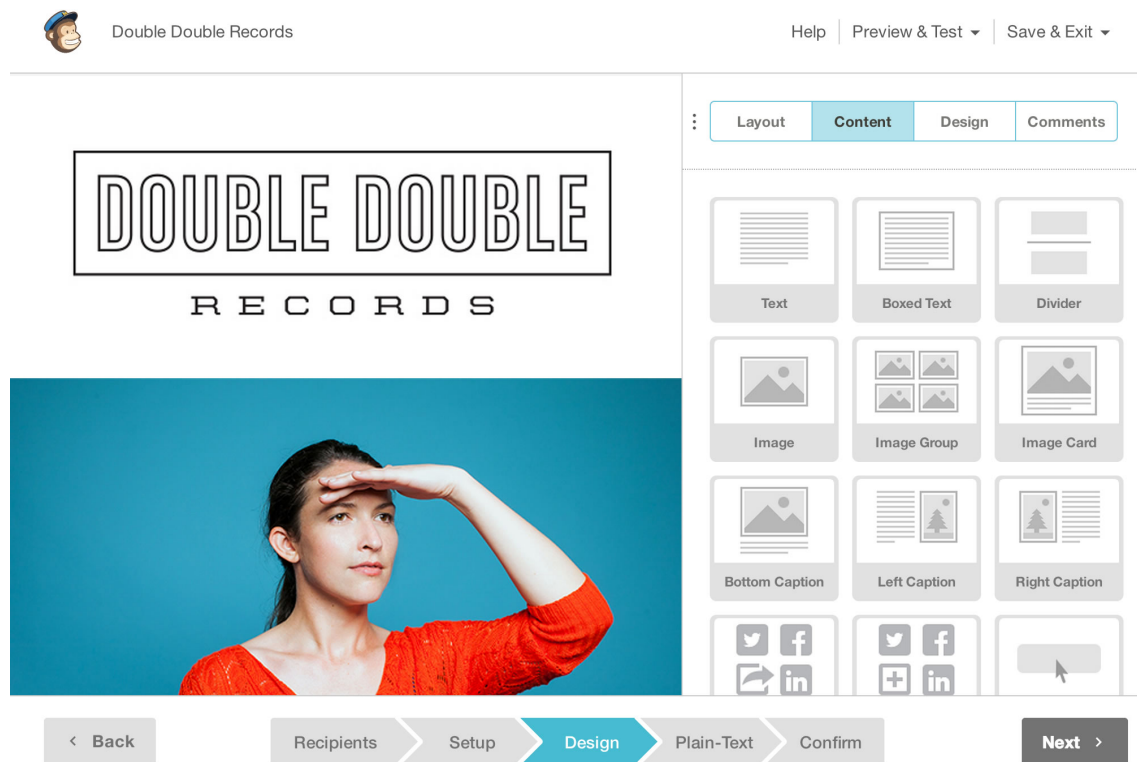 Double Double Records
Help
Preview & Test
Save & Exit
DOUBLE DOUBLE
RECORDS
Layout
Content
Design
Comments
Text
Boxed Text
Divider
Image
Image Group
Image Card
Bottom Caption
Left Caption
Right Caption
Back
Recipients
Setup
Design
Plain-Text
Confirm
Next